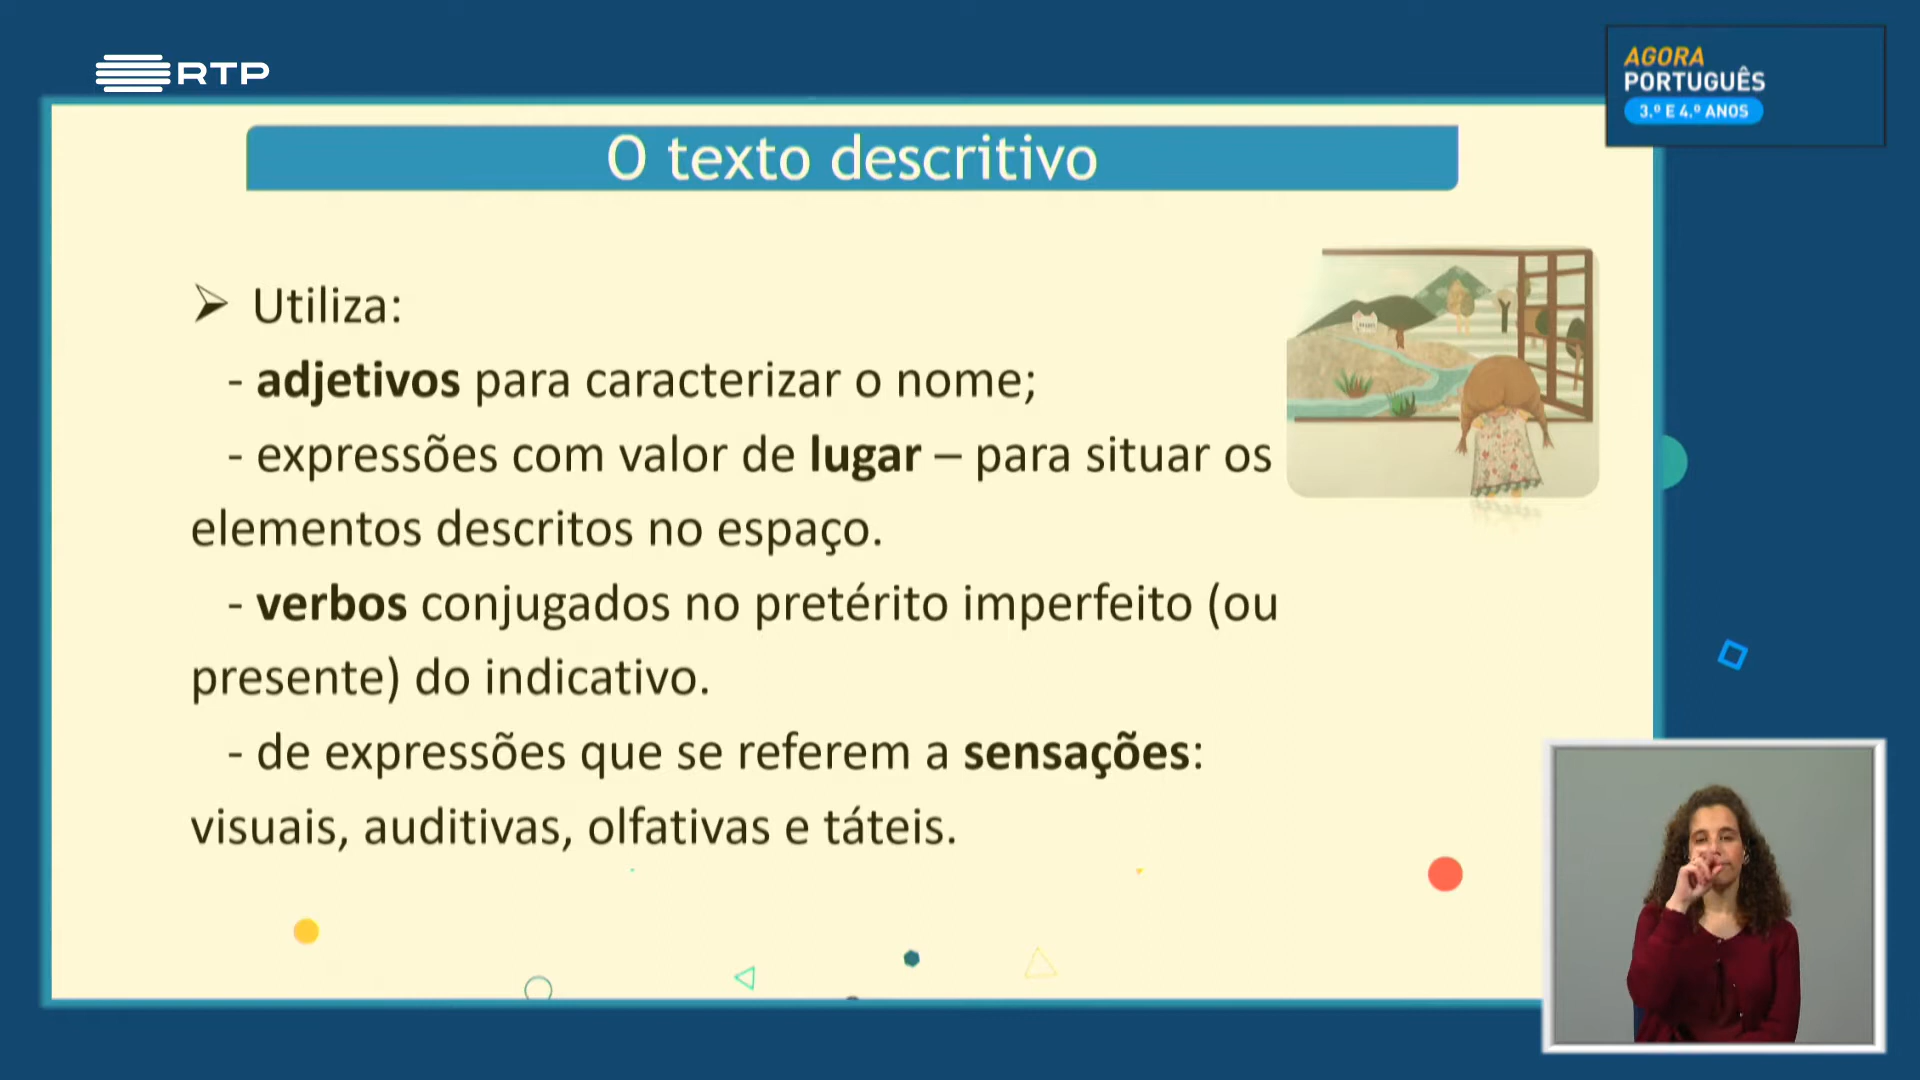 RTP
AGORA
PORTUGUÊS
3.º E 4.º ANOS
O texto descritivo
➢ Utiliza:
- adjetivos para caracterizar o nome;
- expressões com valor de lugar – para situar os
elementos descritos no espaço.
- verbos conjugados no pretérito imperfeito (ou
presente) do indicativo.
- de expressões que se referem a sensações:
visuais, auditivas, olfativas e táteis.